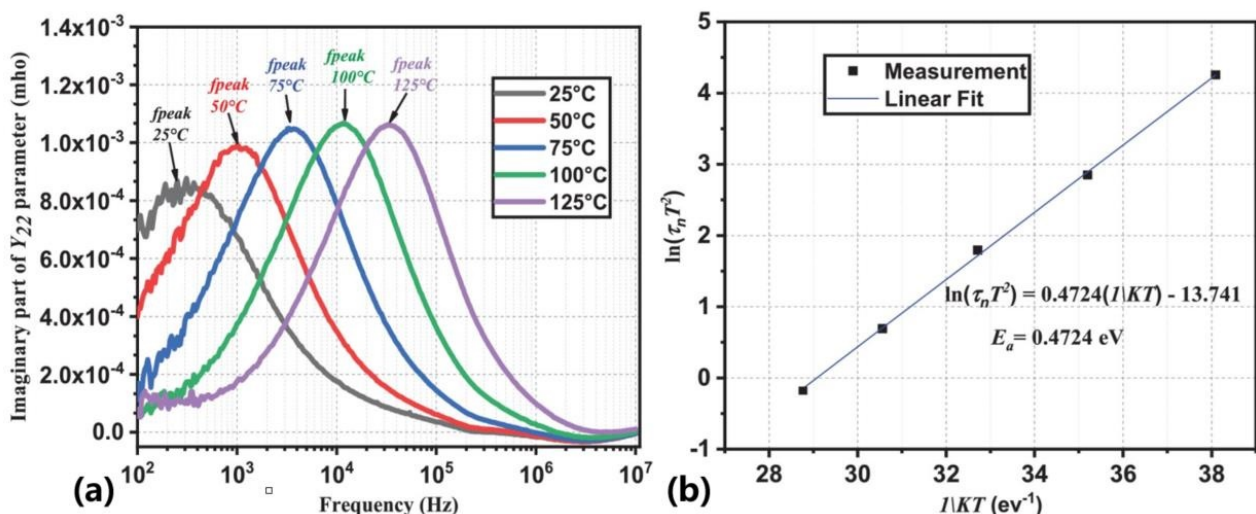 1.4x10⁻³
1.2x10⁻³
1.0x10⁻³
8.0x10⁻⁴
6.0x10⁻⁴
4.0x10⁻⁴
2.0x10⁻⁴
0.0
Imaginary part of Y₂₂ parameter (mho)
fpeak
25°C
fpeak
50°C
fpeak
75°C
fpeak
100°C
fpeak
125°C
25°C
50°C
75°C
100°C
125°C
10² 10³ 10⁴ 10⁵ 10⁶ 10⁷
Frequency (Hz)
(a)
5
4
3
2
1
0
-1
ln(τₙT²)
Measurement
Linear Fit
ln(τₙT²) = 0.4724(1\KT) - 13.741
Eₐ= 0.4724 eV
28 30 32 34 36 38
1\KT (ev⁻¹)
(b)